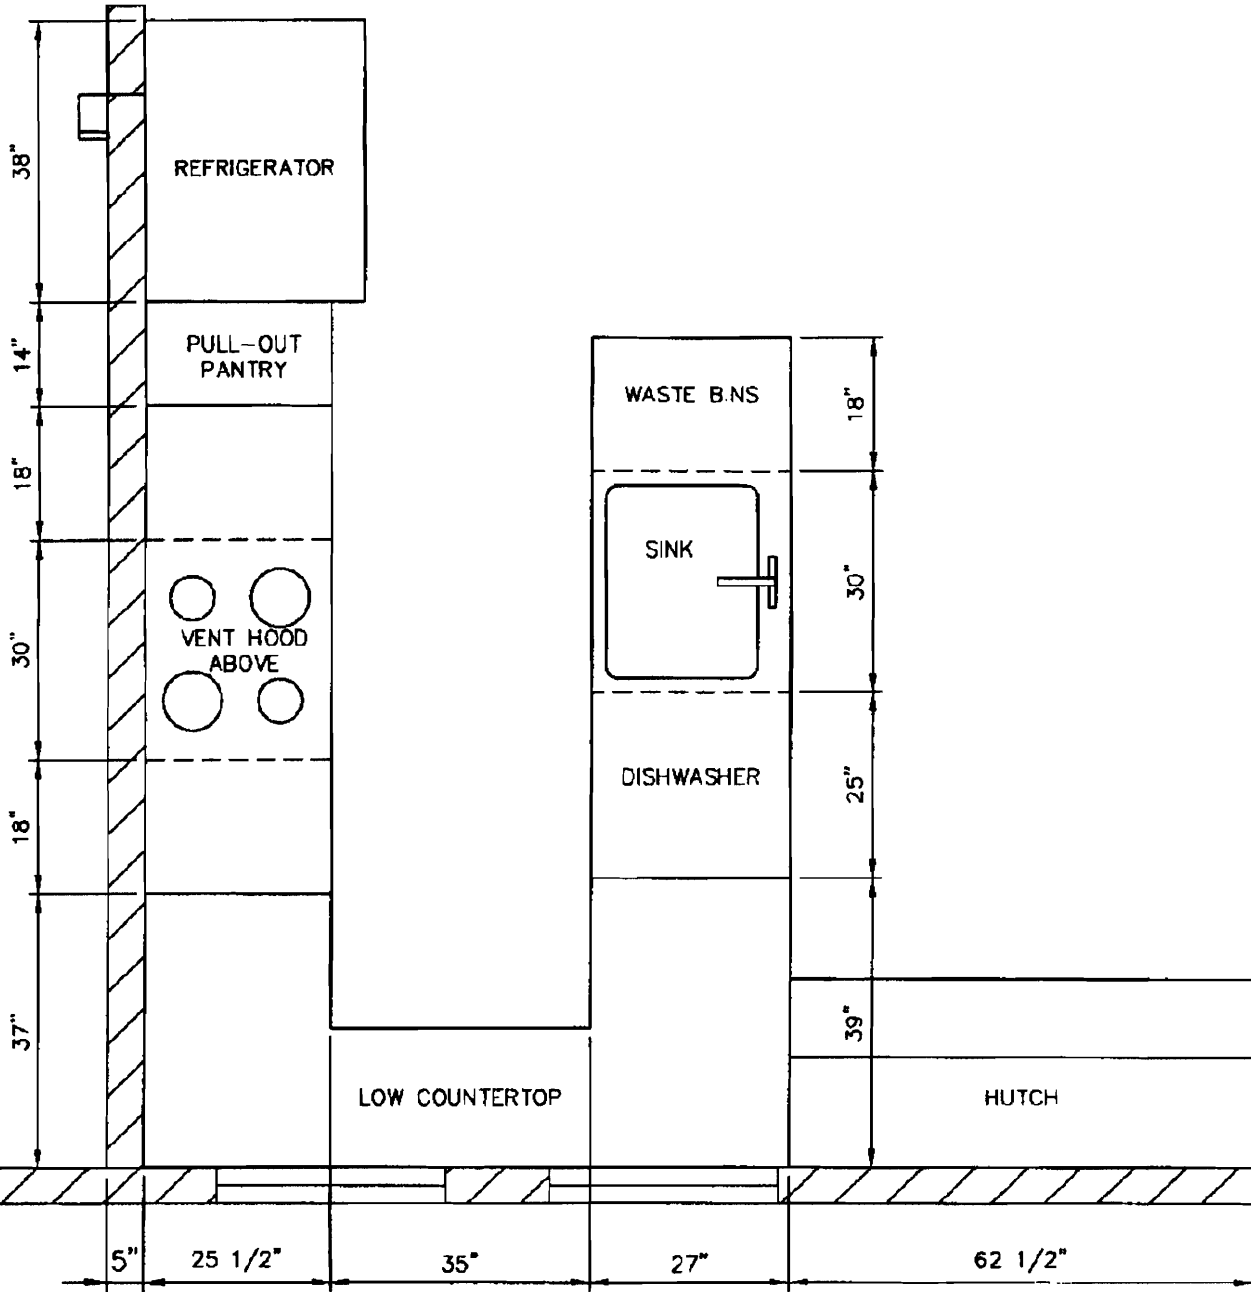 38"
REFRIGERATOR
14"
PULL-OUT
PANTRY
18"
WASTE B.NS
18"
SINK
30"
30"
VENT HOOD
ABOVE
DISHWASHER
25"
18"
37"
39"
LOW COUNTERTOP
HUTCH
5"
25 1/2"
35"
27"
62 1/2"